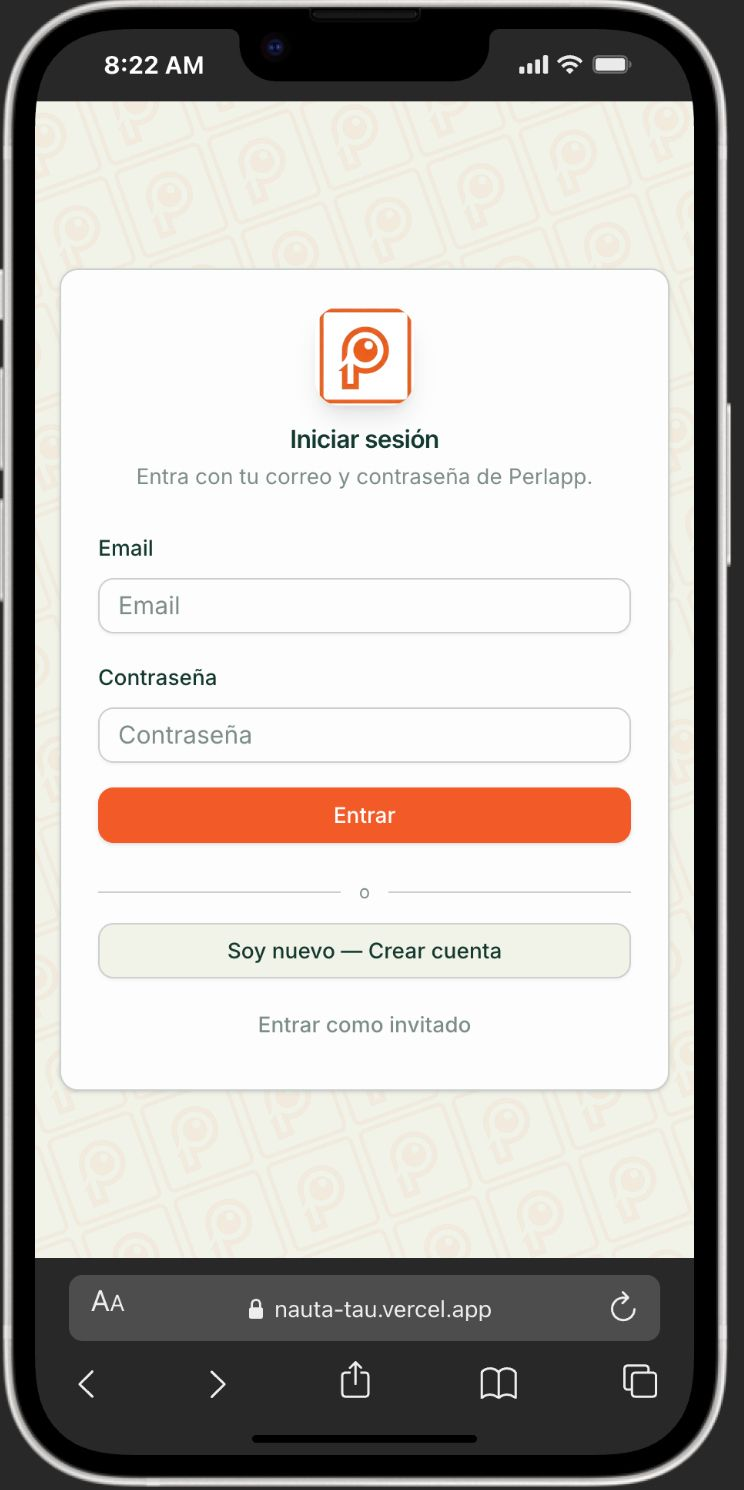 8:22 AM
Iniciar sesión
Entra con tu correo y contraseña de Perlapp.
Email
Email
Contraseña
Contraseña
Entrar
o
Soy nuevo — Crear cuenta
Entrar como invitado
AA nauta-tau.vercel.app